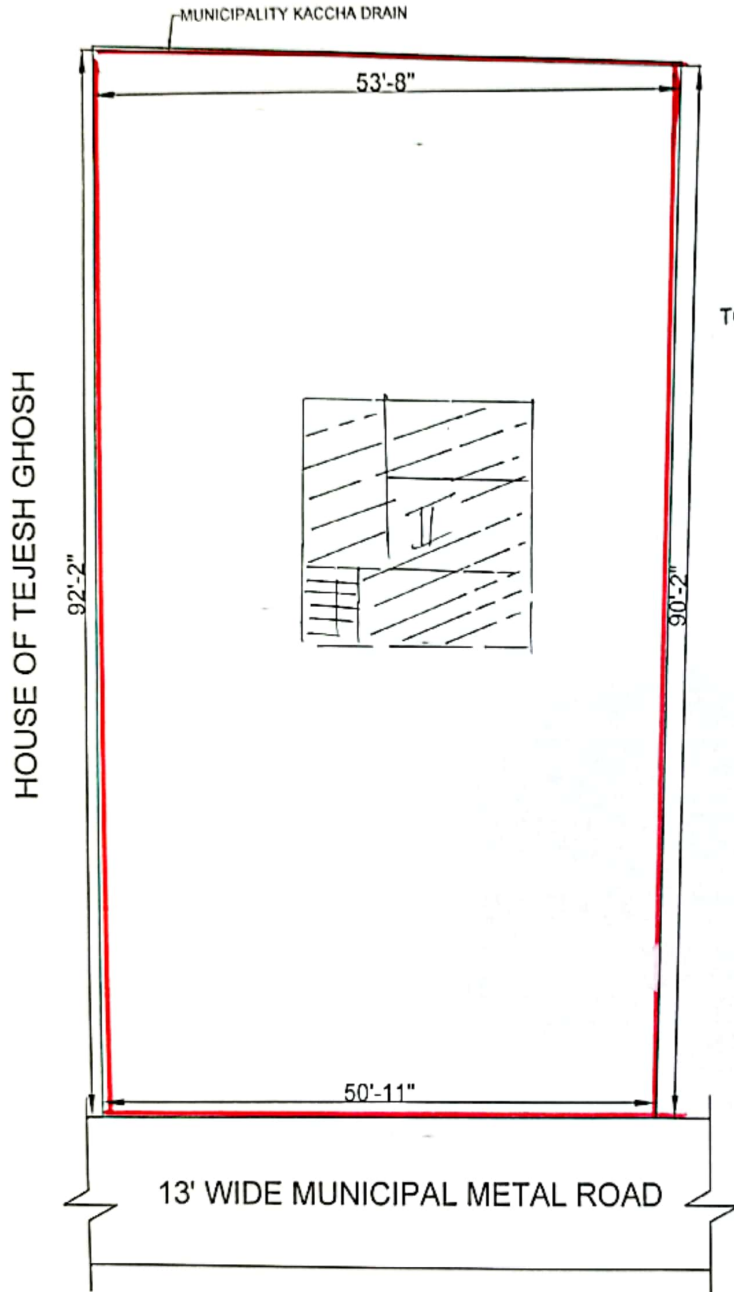 MUNICIPALITY KACCHA DRAIN
53'-8"
HOUSE OF TEJESH GHOSH
92'-2"
II
90'-2"
50'-11"
13' WIDE MUNICIPAL METAL ROAD